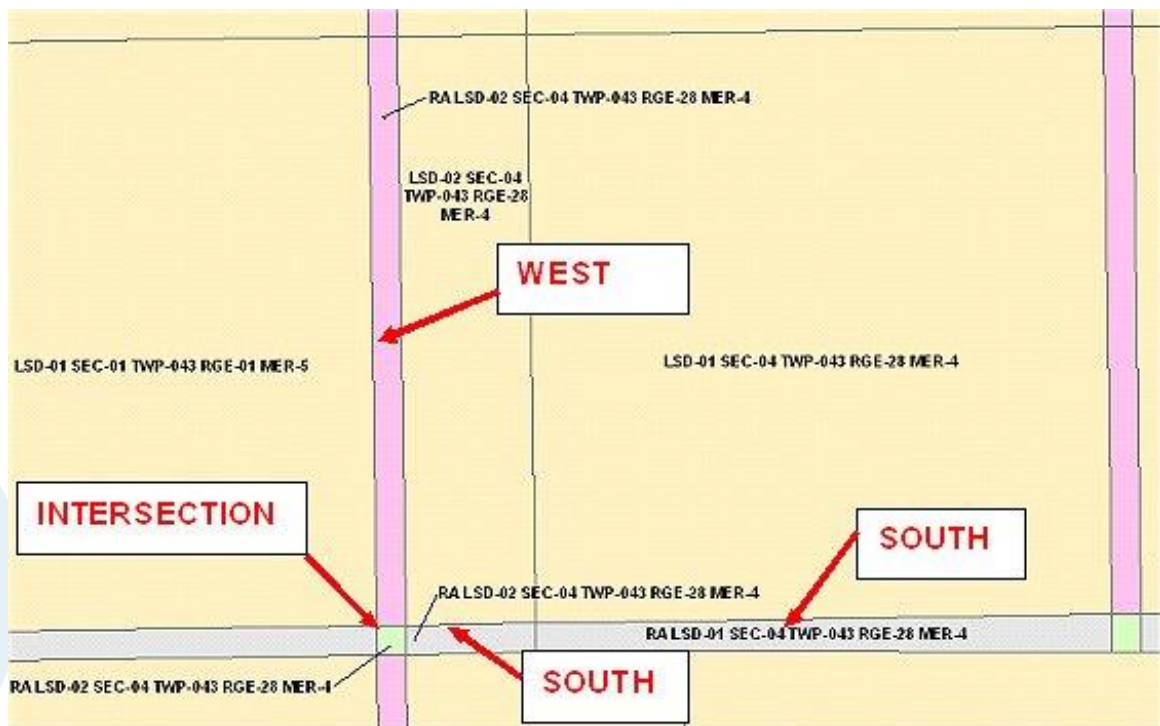 RA LSD-02 SEC-04 TWP-043 RGE-28 MER-4
LSD-02 SEC-04
TWP-043 RGE-28
MER-4
WEST
LSD-01 SEC-01 TWP-043 RGE-01 MER-5
LSD-01 SEC-04 TWP-043 RGE-28 MER-4
INTERSECTION
SOUTH
RA LSD-02 SEC-04 TWP-043 RGE-28 MER-4
RA LSD-01 SEC-04 TWP-043 RGE-28 MER-4
SOUTH
RA LSD-02 SEC-04 TWP-043 RGE-28 MER-4